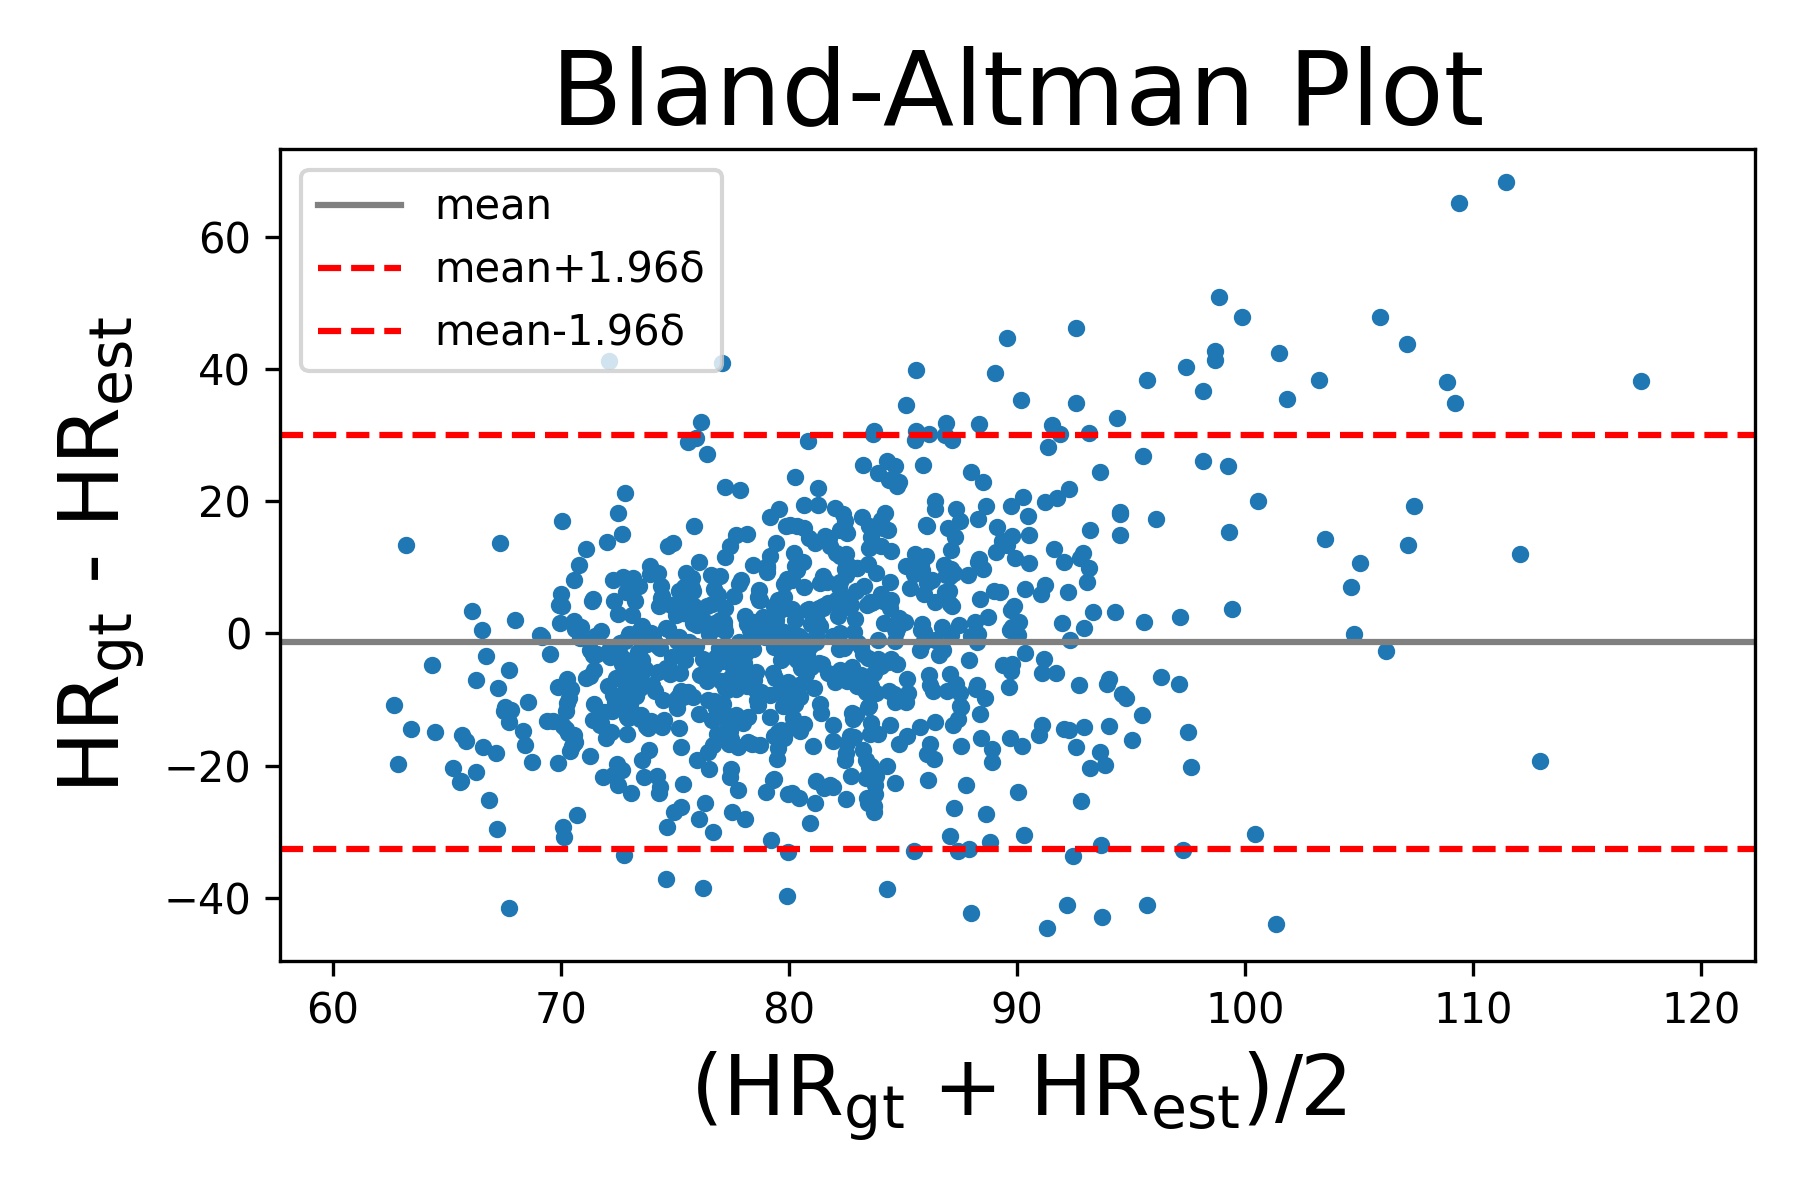 Bland-Altman Plot
mean
mean+1.96δ
mean-1.96δ
HRgt - HRest
60
40
20
0
−20
−40
60 70 80 90 100 110 120
(HRgt + HRest)/2